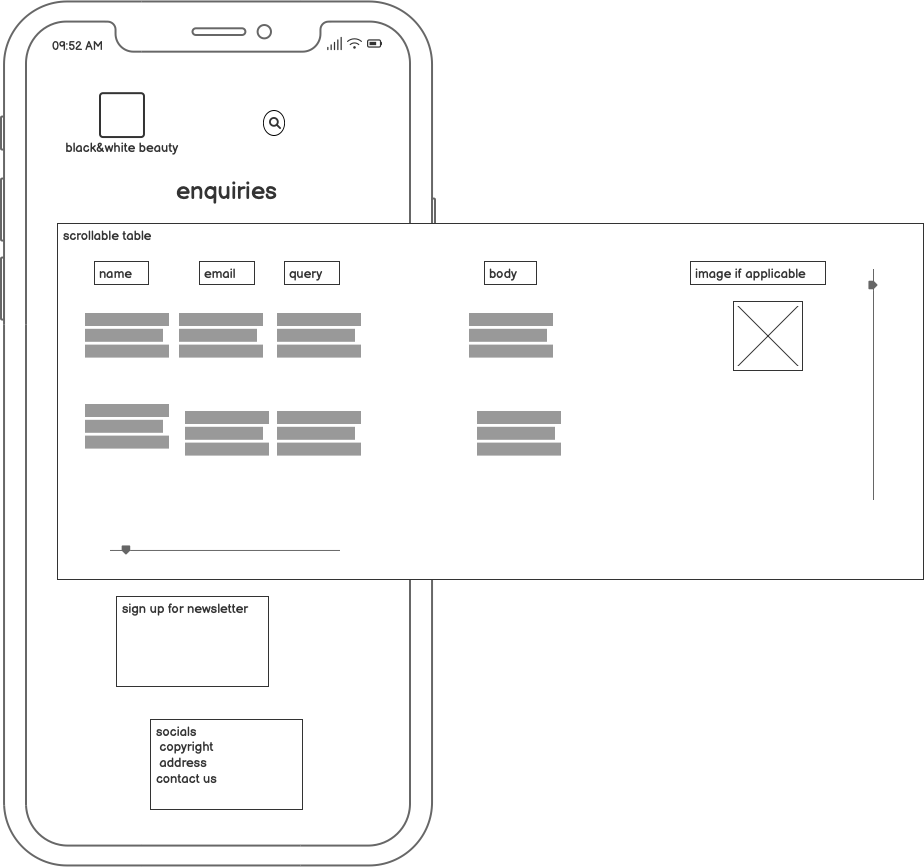 09:52 AM
black&white beauty
enquiries
scrollable table
name email query body image if applicable
sign up for newsletter
socials
copyright
address
contact us